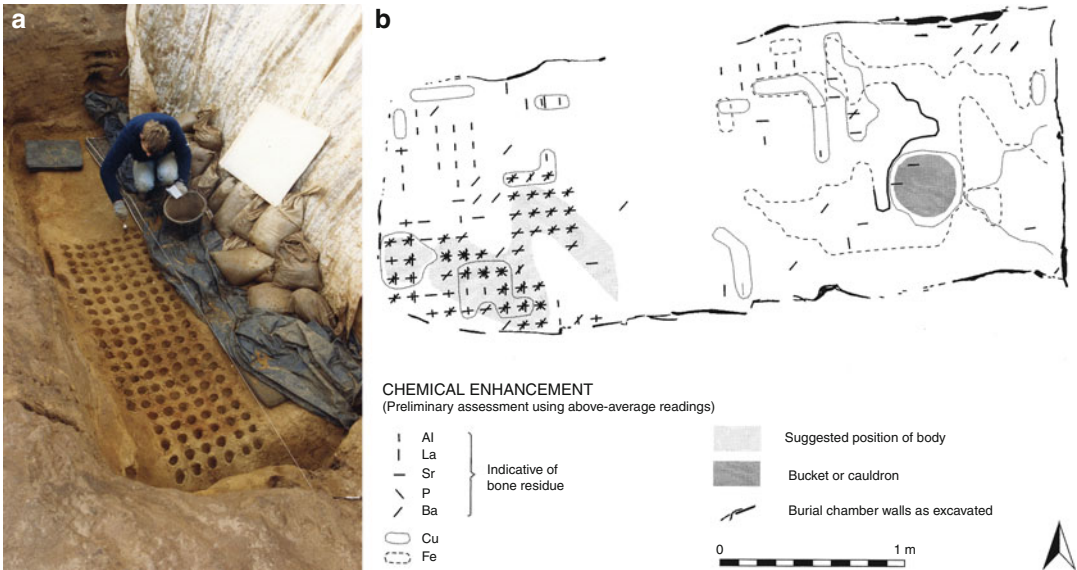 a
b
CHEMICAL ENHANCEMENT
(Preliminary assessment using above-average readings)
Al
La
Sr
P
Ba
Indicative of
bone residue
Cu
Fe
Suggested position of body
Bucket or cauldron
Burial chamber walls as excavated
0
1 m